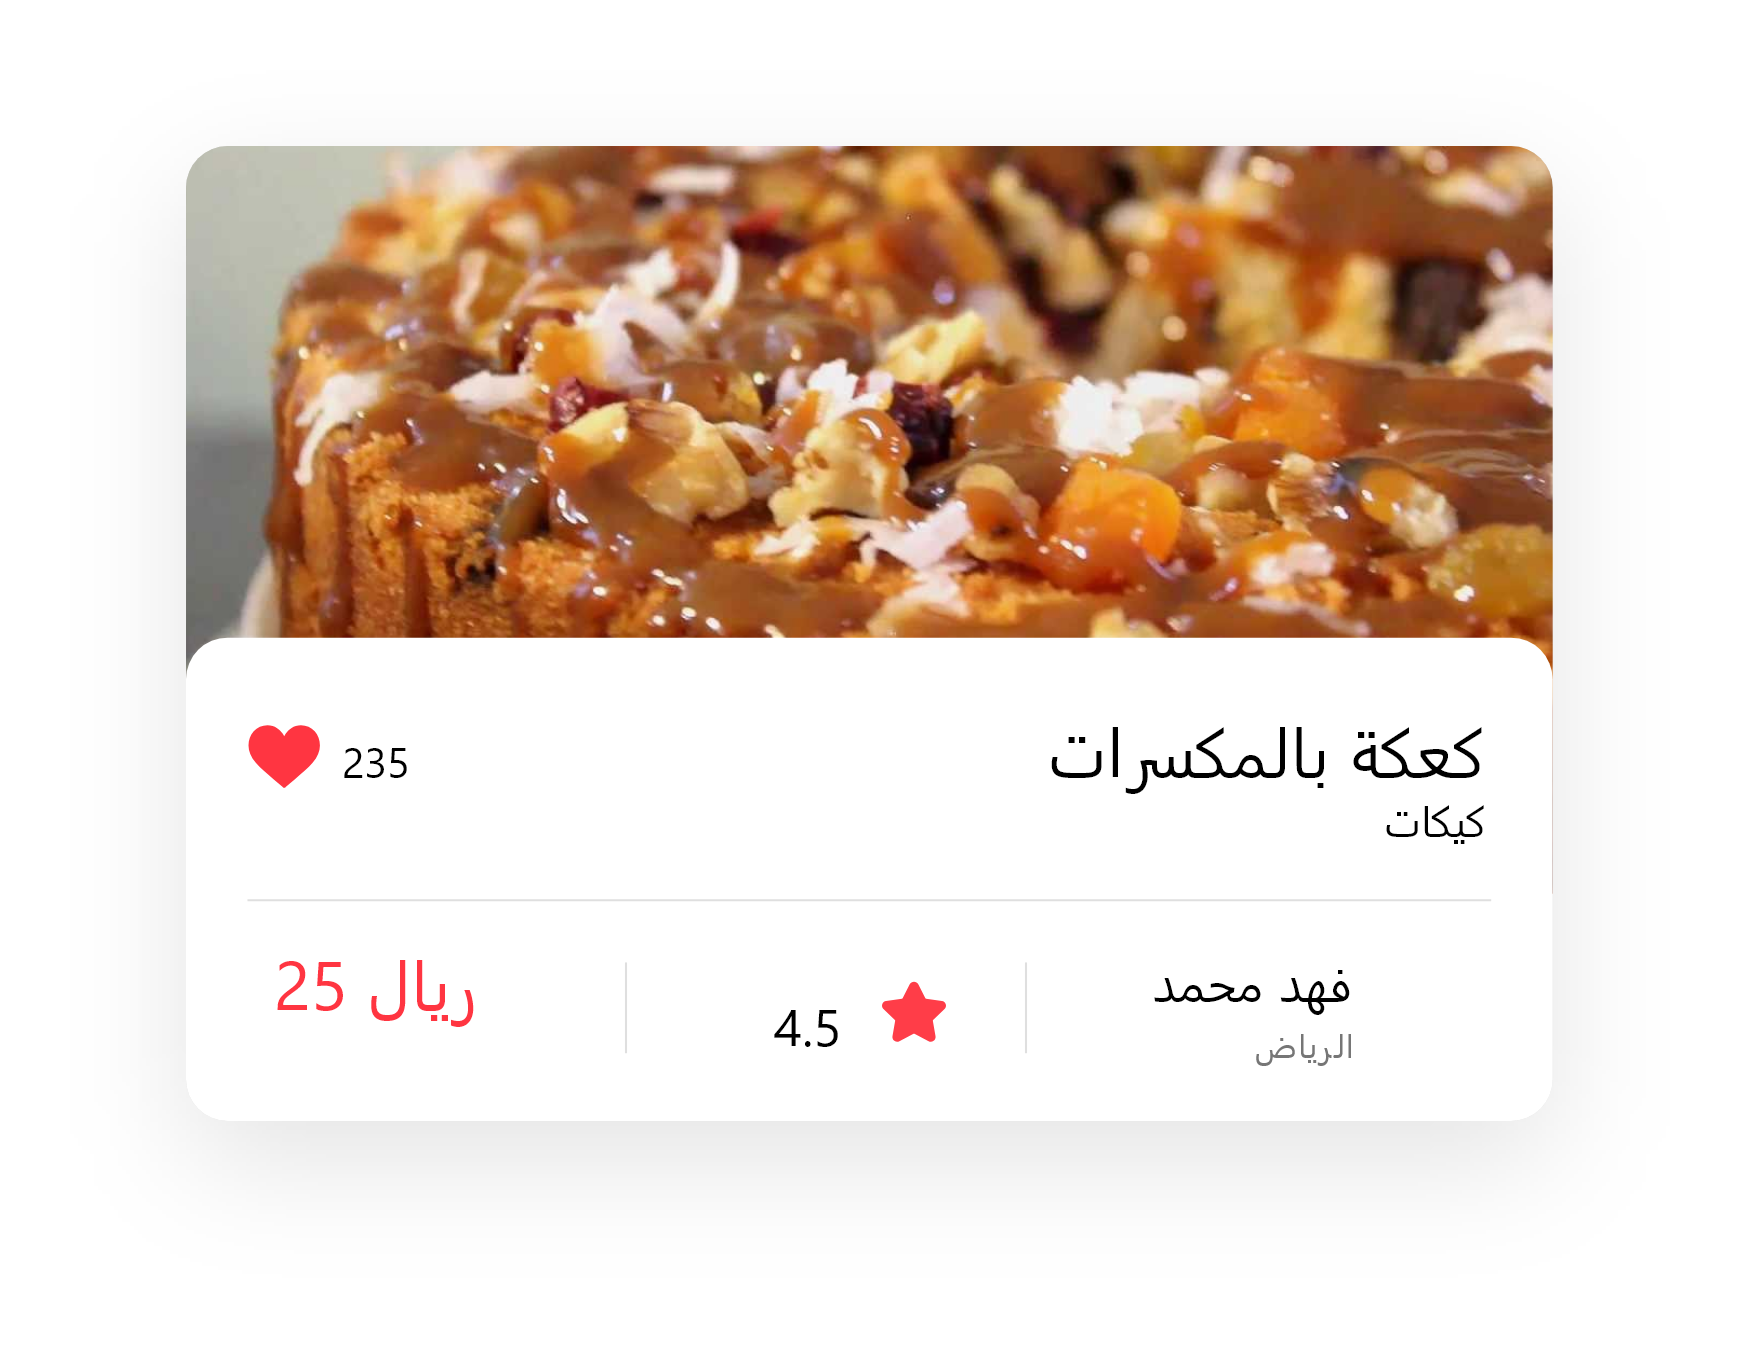 كعكة بالمكسرات
235
كيكات
فهد محمد
الرياض
4.5
25 ريال